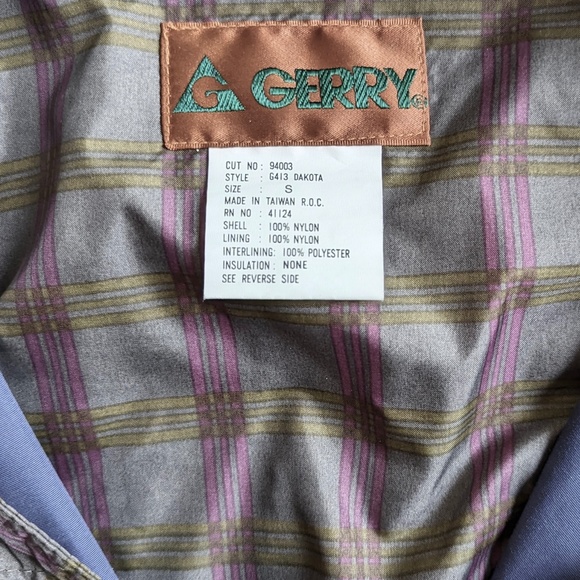 G GERRY®
CUT NO : 94003
STYLE : G413 DAKOTA
SIZE : S
MADE IN TAIWAN R.O.C.
RN NO : 41124
SHELL : 100% NYLON
LINING : 100% NYLON
INTERLINING: 100% POLYESTER
INSULATION: NONE
SEE REVERSE SIDE